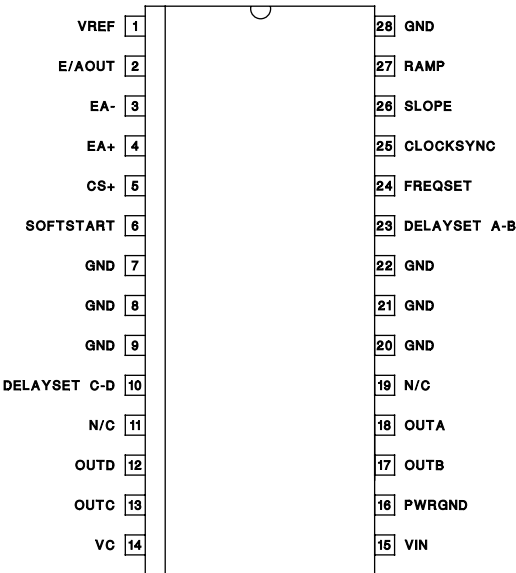 VREF 1 28 GND
E/AOUT 2 27 RAMP
EA- 3 26 SLOPE
EA+ 4 25 CLOCKSYNC
CS+ 5 24 FREQSET
SOFTSTART 6 23 DELAYSET A-B
GND 7 22 GND
GND 8 21 GND
GND 9 20 GND
DELAYSET C-D 10 19 N/C
N/C 11 18 OUTA
OUTD 12 17 OUTB
OUTC 13 16 PWRGND
VC 14 15 VIN